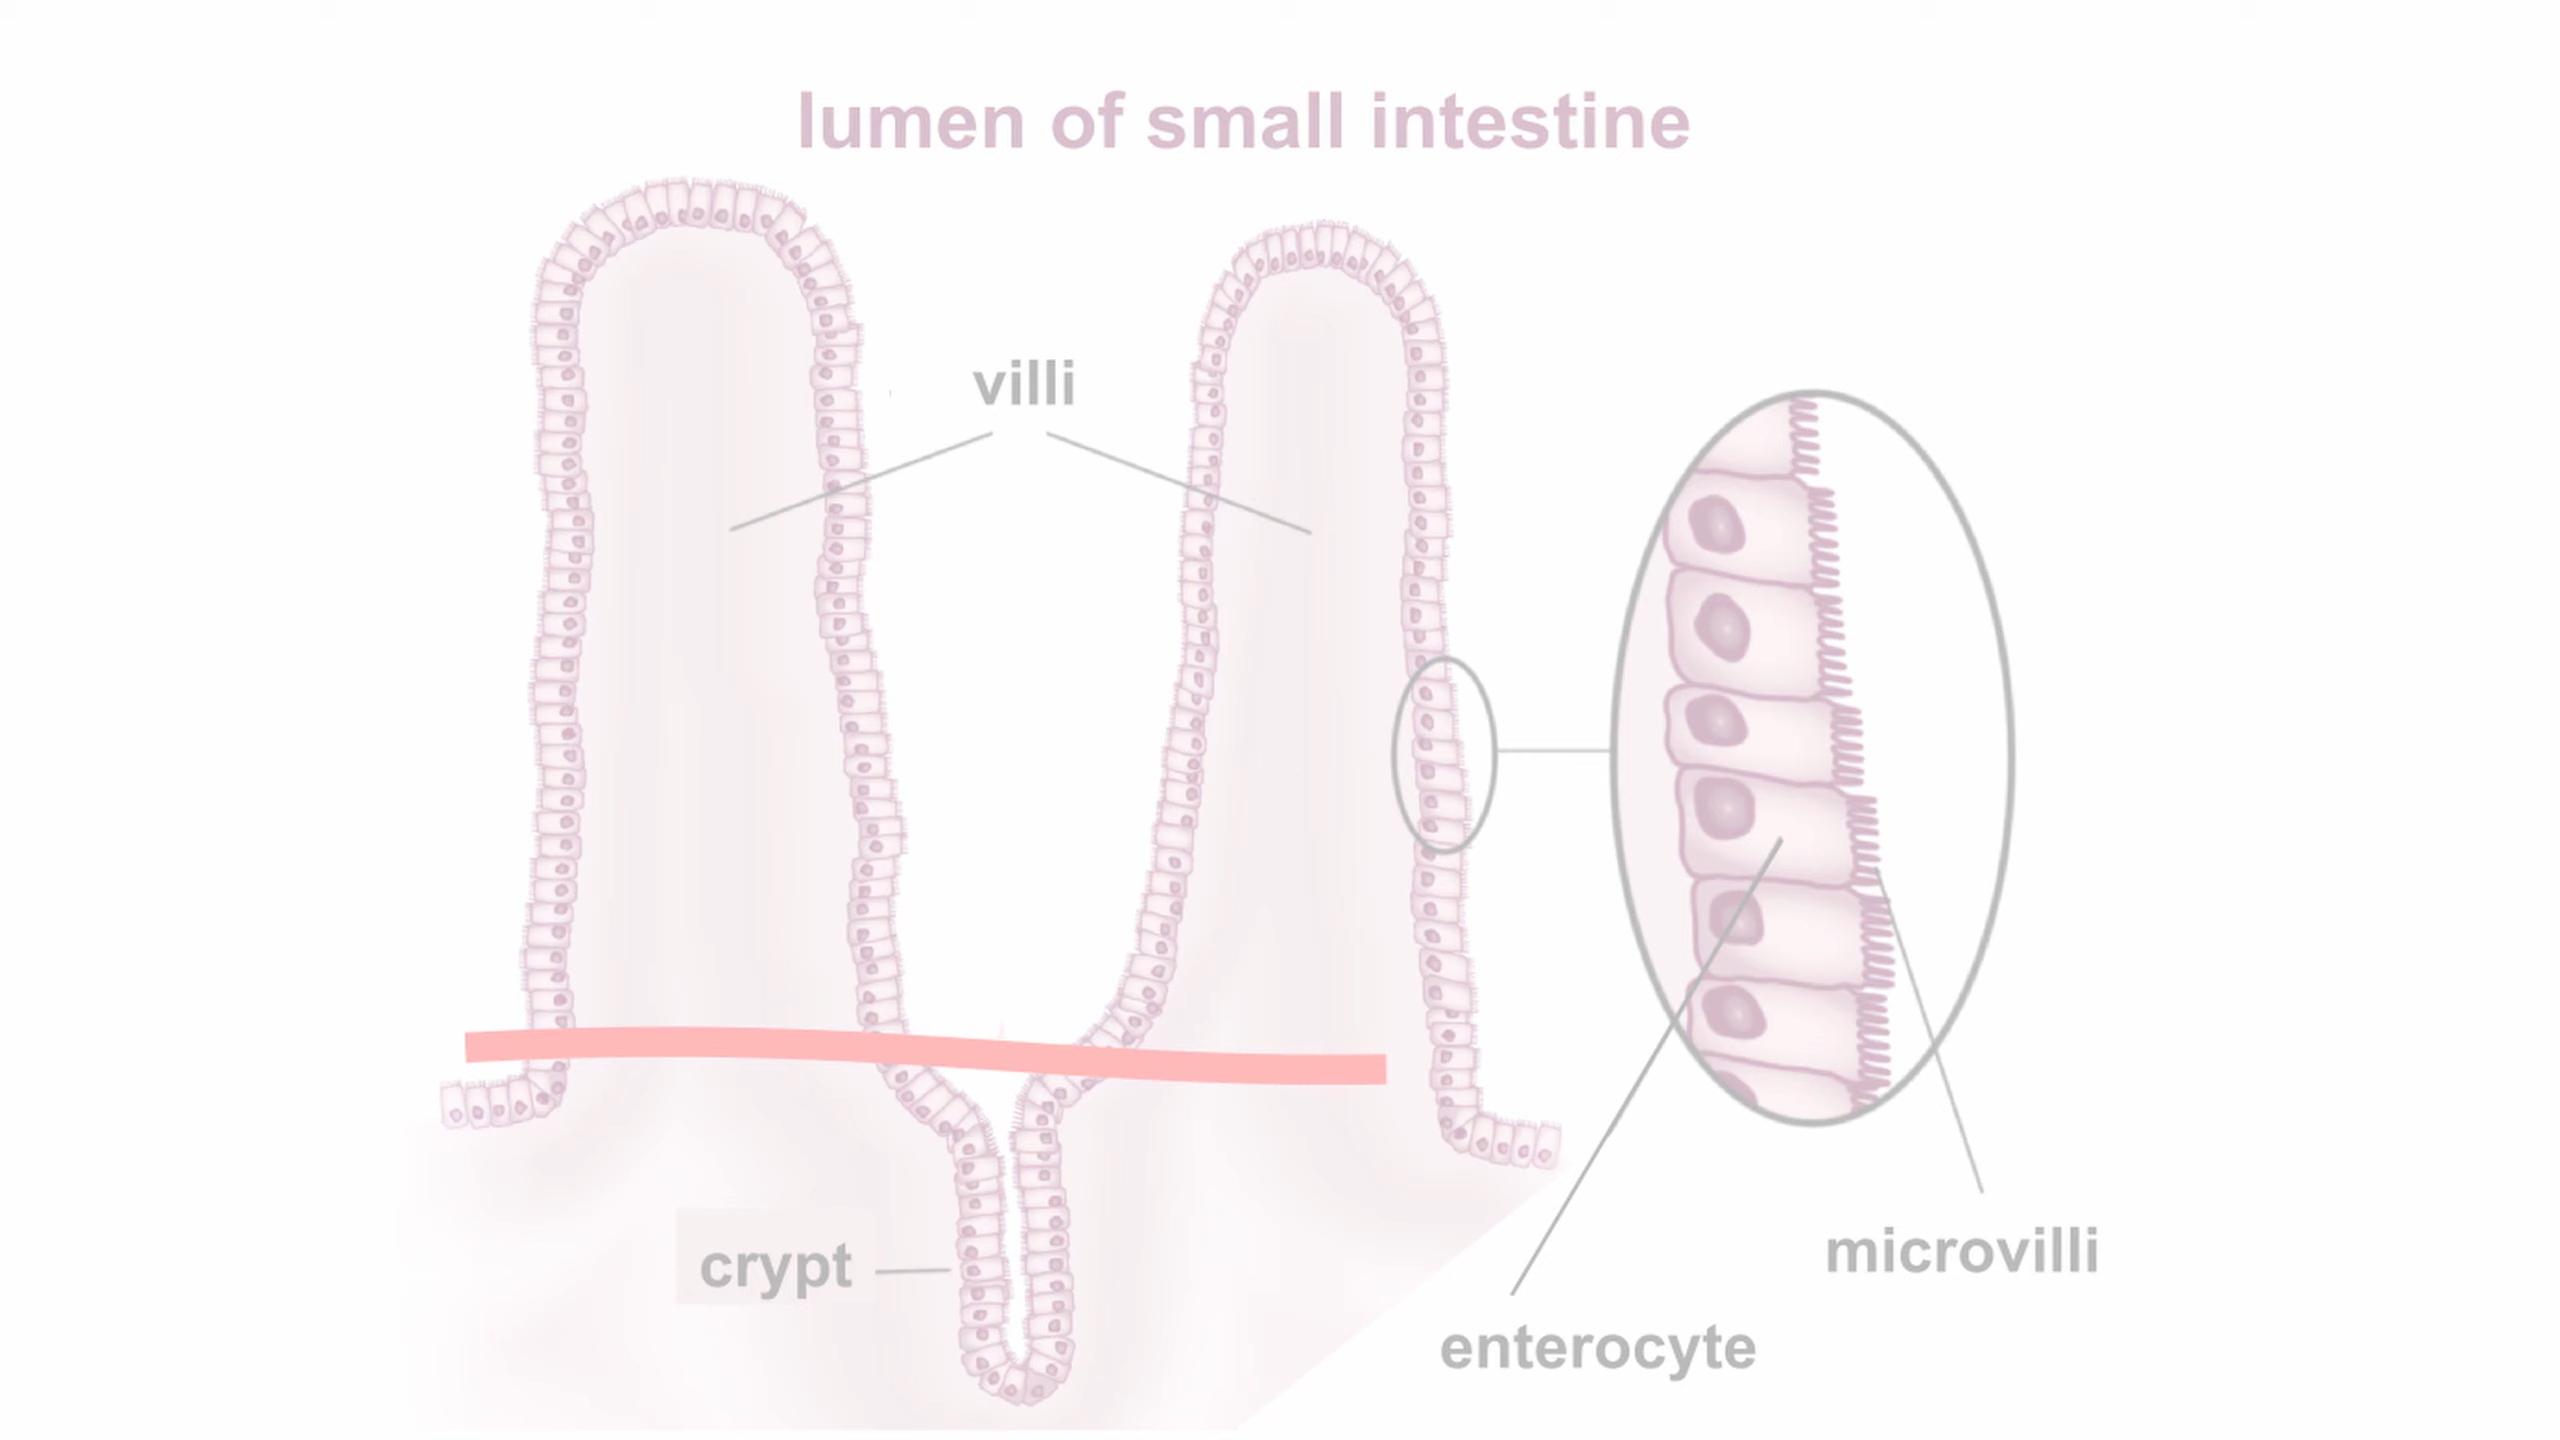 lumen of small intestine
villi
crypt
microvilli
enterocyte